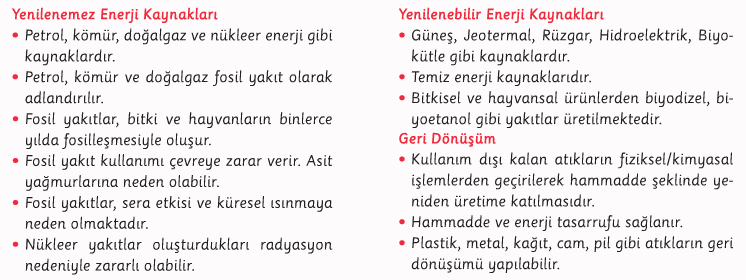 Yenilenemez Enerji Kaynakları
• Petrol, kömür, doğalgaz ve nükleer enerji gibi
kaynaklardır.
• Petrol, kömür ve doğalgaz fosil yakıt olarak
adlandırılır.
• Fosil yakıtlar, bitki ve hayvanların binlerce
yılda fosilleşmesiyle oluşur.
• Fosil yakıt kullanımı çevreye zarar verir. Asit
yağmurlarına neden olabilir.
• Fosil yakıtlar, sera etkisi ve küresel ısınmaya
neden olmaktadır.
• Nükleer yakıtlar oluşturdukları radyasyon
nedeniyle zararlı olabilir.
Yenilenebilir Enerji Kaynakları
• Güneş, Jeotermal, Rüzgar, Hidroelektrik, Biyo-
kütle gibi kaynaklardır.
• Temiz enerji kaynaklarıdır.
• Bitkisel ve hayvansal ürünlerden biyodizel, bi-
yoetanol gibi yakıtlar üretilmektedir.
Geri Dönüşüm
• Kullanım dışı kalan atıkların fiziksel/kimyasal
işlemlerden geçirilerek hammadde şeklinde ye-
niden üretime katılmasıdır.
• Hammadde ve enerji tasarrufu sağlanır.
• Plastik, metal, kağıt, cam, pil gibi atıkların geri
dönüşümü yapılabilir.